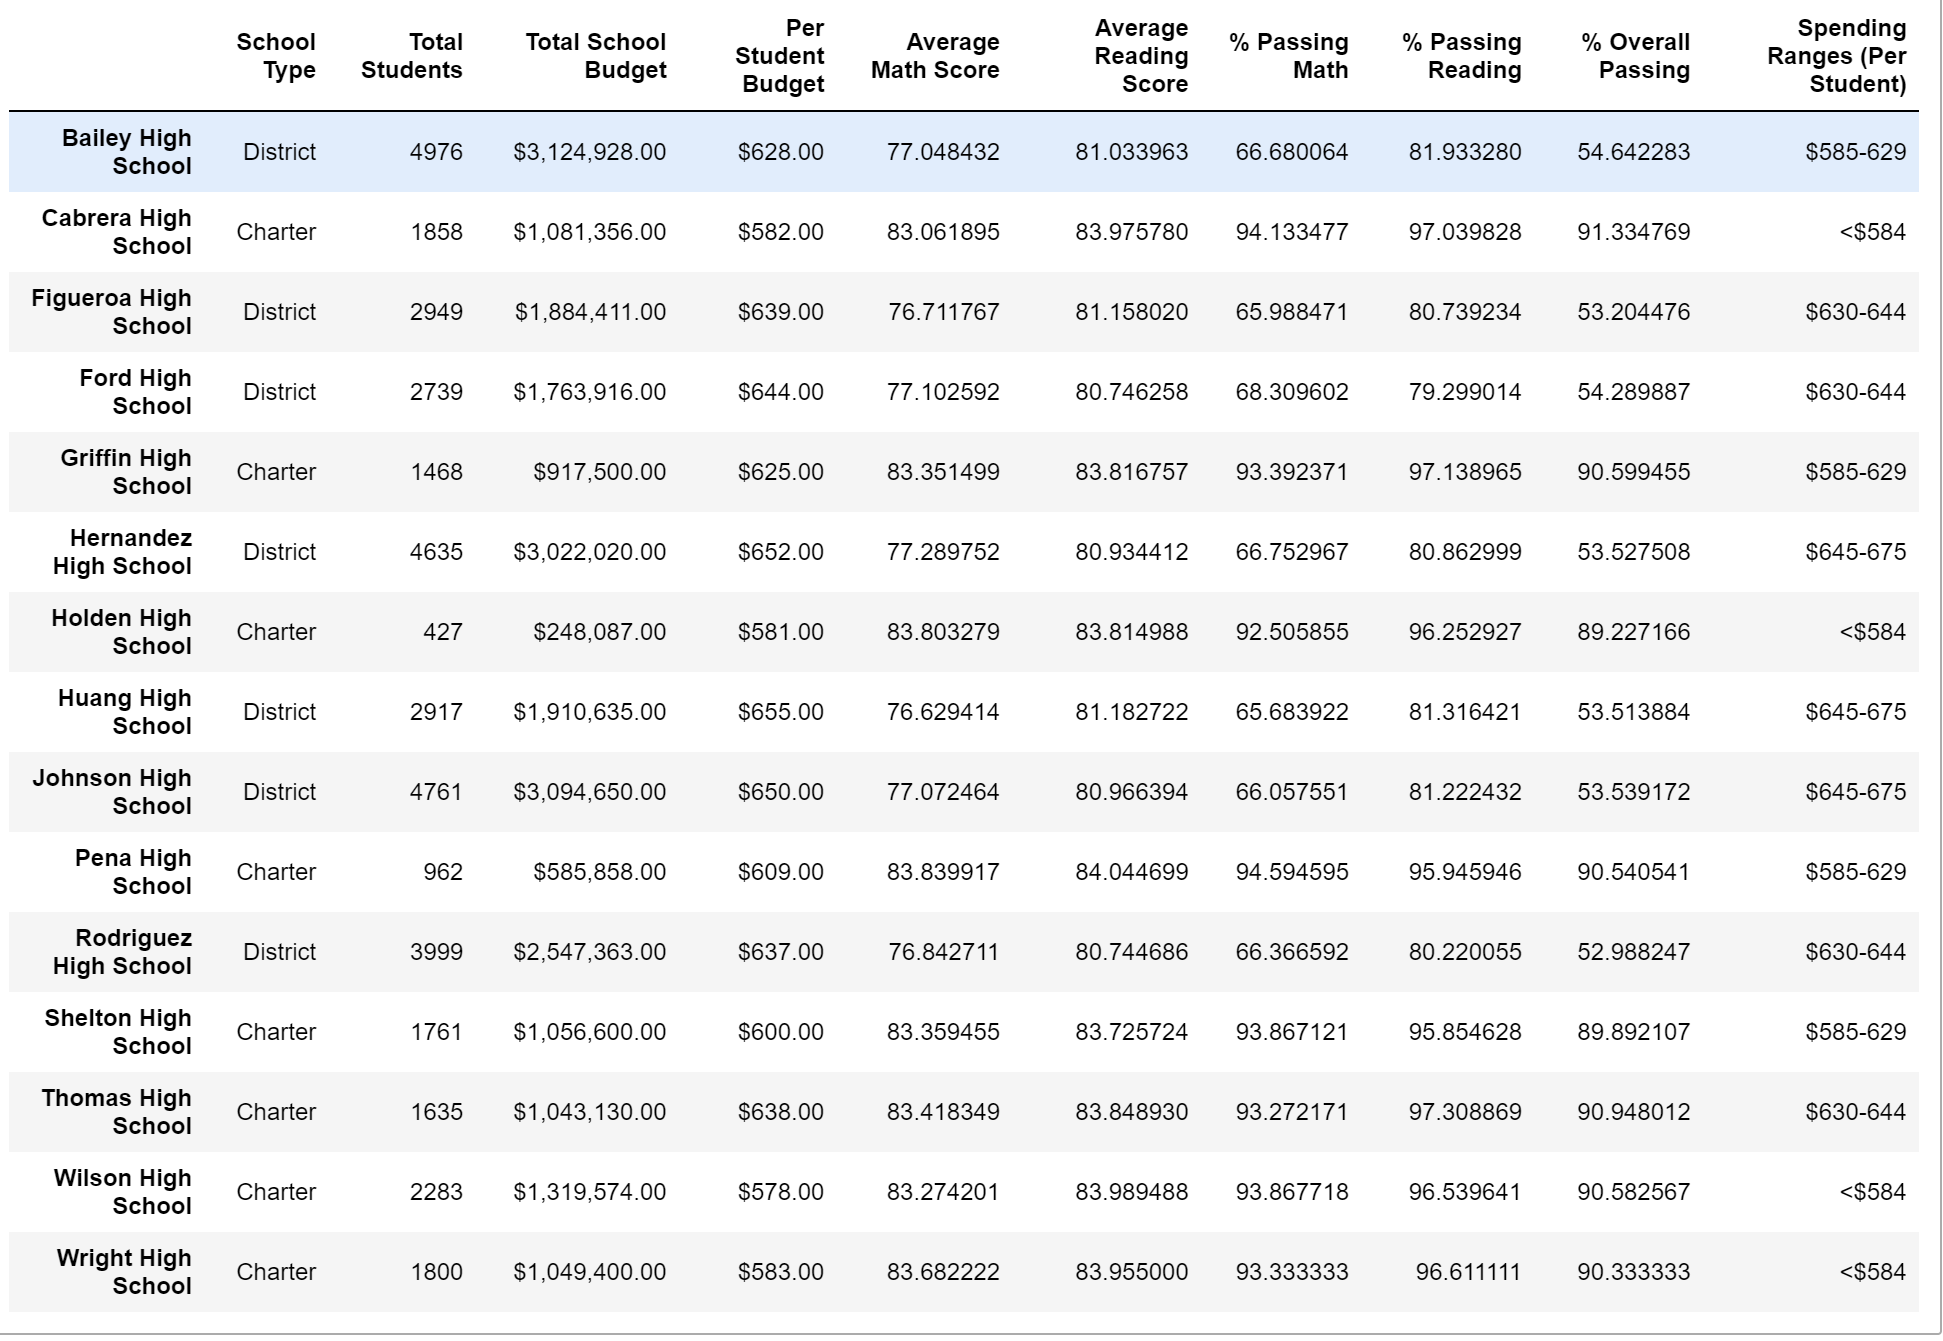 School Type Total Students Total School Budget Per Student Budget Average Math Score Average Reading Score % Passing Math % Passing Reading % Overall Passing Spending Ranges (Per Student)
Bailey High School District 4976 $3,124,928.00 $628.00 77.048432 81.033963 66.680064 81.933280 54.642283 $585-629
Cabrera High School Charter 1858 $1,081,356.00 $582.00 83.061895 83.975780 94.133477 97.039828 91.334769 <$584
Figueroa High School District 2949 $1,884,411.00 $639.00 76.711767 81.158020 65.988471 80.739234 53.204476 $630-644
Ford High School District 2739 $1,763,916.00 $644.00 77.102592 80.746258 68.309602 79.299014 54.289887 $630-644
Griffin High School Charter 1468 $917,500.00 $625.00 83.351499 83.816757 93.392371 97.138965 90.599455 $585-629
Hernandez High School District 4635 $3,022,020.00 $652.00 77.289752 80.934412 66.752967 80.862999 53.527508 $645-675
Holden High School Charter 427 $248,087.00 $581.00 83.803279 83.814988 92.505855 96.252927 89.227166 <$584
Huang High School District 2917 $1,910,635.00 $655.00 76.629414 81.182722 65.683922 81.316421 53.513884 $645-675
Johnson High School District 4761 $3,094,650.00 $650.00 77.072464 80.966394 66.057551 81.222432 53.539172 $645-675
Pena High School Charter 962 $585,858.00 $609.00 83.839917 84.044699 94.594595 95.945946 90.540541 $585-629
Rodriguez High School District 3999 $2,547,363.00 $637.00 76.842711 80.744686 66.366592 80.220055 52.988247 $630-644
Shelton High School Charter 1761 $1,056,600.00 $600.00 83.359455 83.725724 93.867121 95.854628 89.892107 $585-629
Thomas High School Charter 1635 $1,043,130.00 $638.00 83.418349 83.848930 93.272171 97.308869 90.948012 $630-644
Wilson High School Charter 2283 $1,319,574.00 $578.00 83.274201 83.989488 93.867718 96.539641 90.582567 <$584
Wright High School Charter 1800 $1,049,400.00 $583.00 83.682222 83.955000 93.333333 96.611111 90.333333 <$584